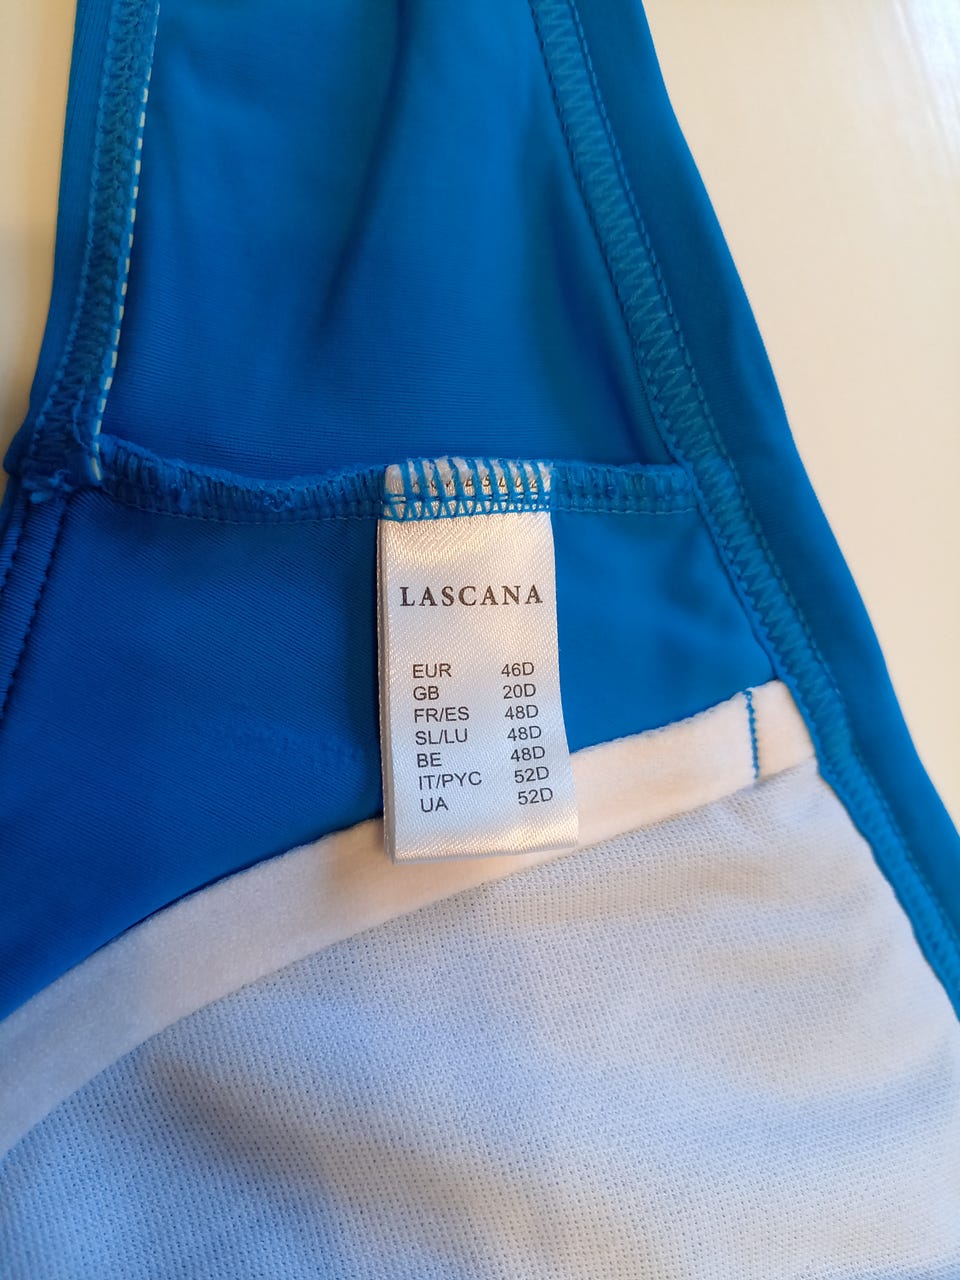 LASCANA
EUR 46D
GB 20D
FR/ES 48D
SL/LU 48D
BE 48D
IT/PYC 52D
UA 52D